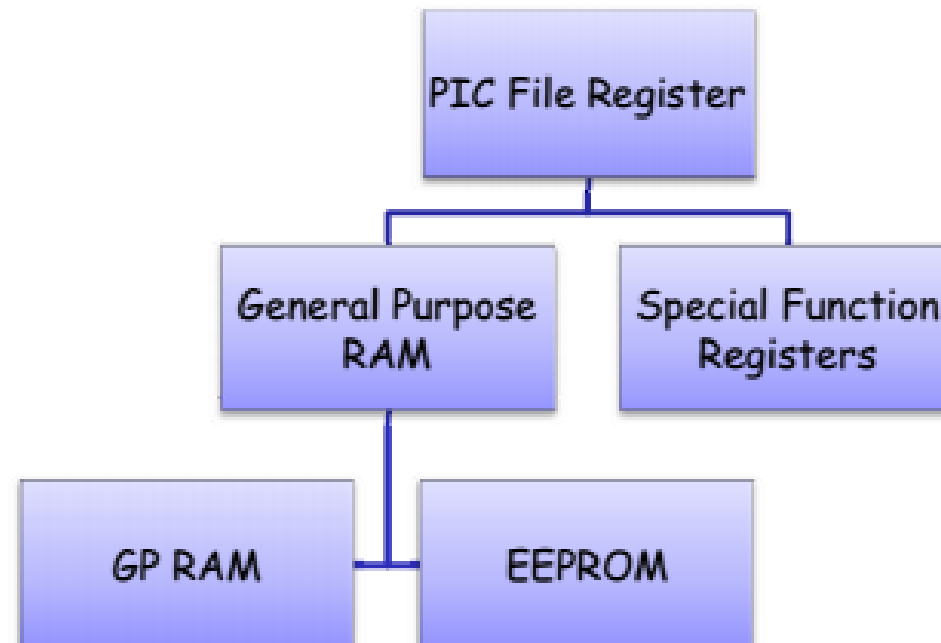 PIC File Register
General Purpose
RAM
Special Function
Registers
GP RAM
EEPROM